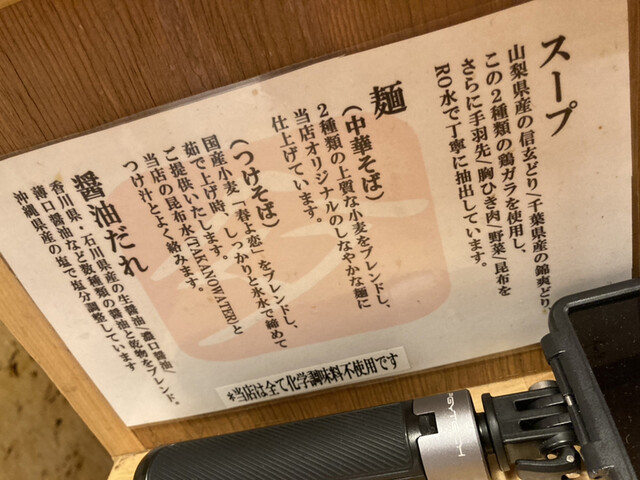 スープ
山梨県産の信玄どり/千葉県産の錦爽どり
この2種類の鶏ガラを使用し、
さらに手羽先/胸ひき肉/野菜/昆布を
RO水で丁寧に抽出しています。
麺
(中華そば)
2種類の上質な小麦をブレンドし、
当店オリジナルのしなやかな麺に
仕上げています。
(つけそば)
国産小麦「春よ恋」をブレンドし、
茹で上げ時、しっかりと氷水で締めて
ご提供いたします。
当店の昆布水(TAKANOWATER)と
つけ汁とよく絡みます。
醤油だれ
香川県・石川県産の生醤油/濃口醤油、
薄口醤油など数種類の醤油と乾物をブレンド。
沖縄県産の塩で塩分調整しています
*当店は全て化学調味料不使用です